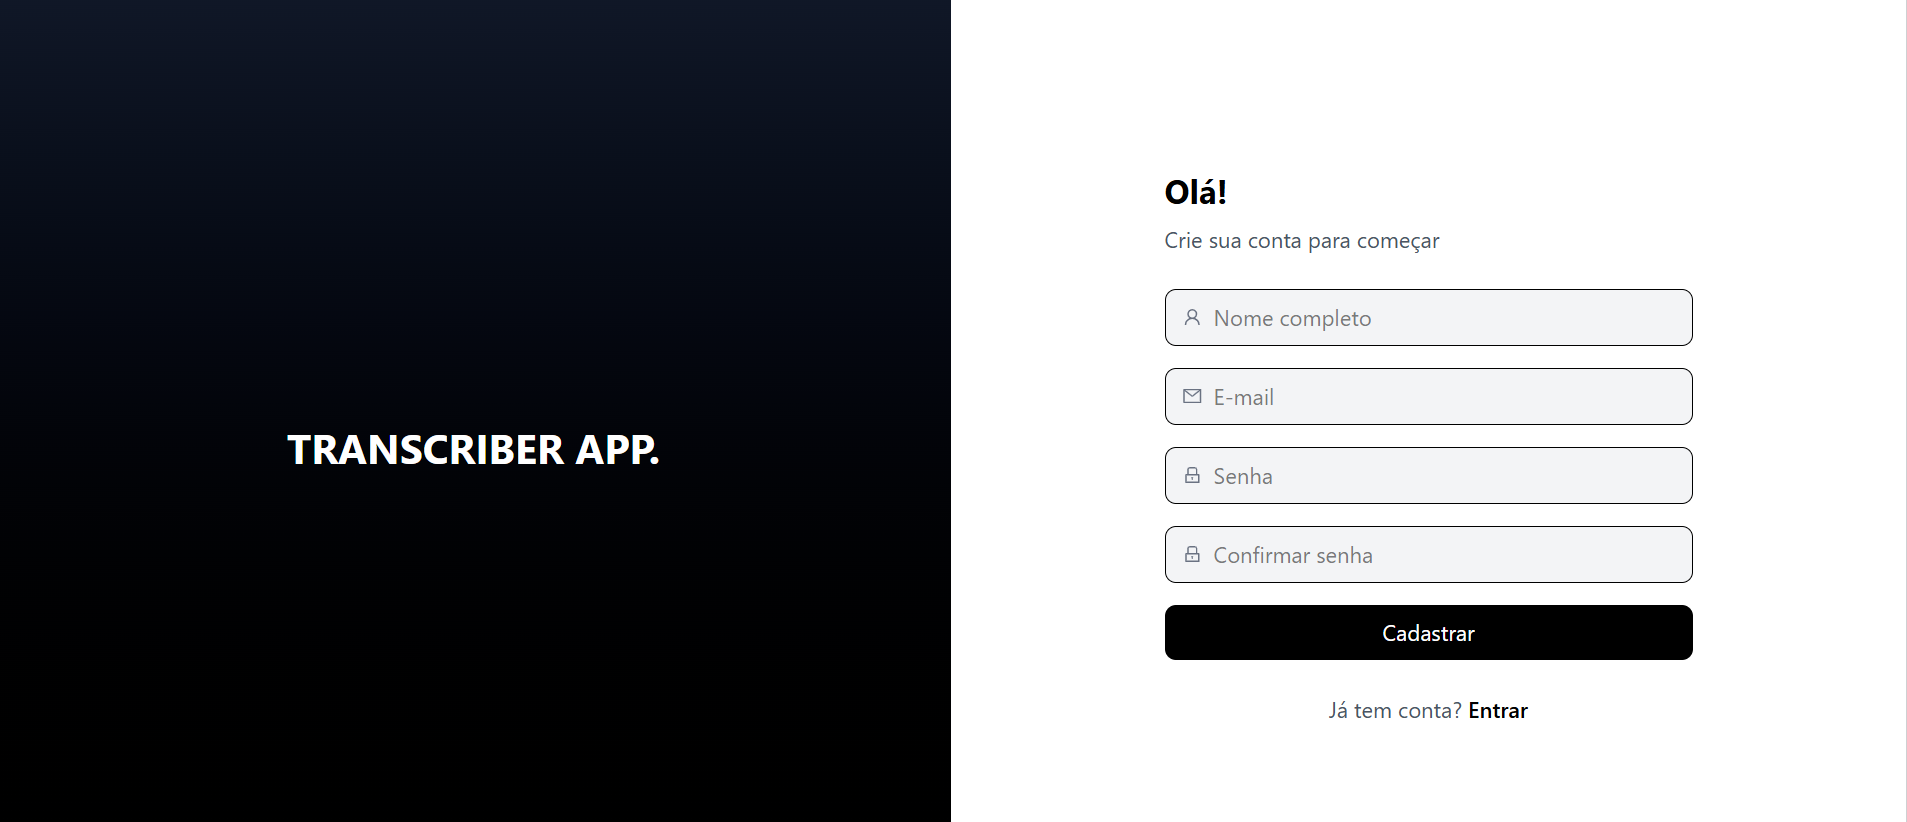 TRANSCRIBER APP.
Olá!
Crie sua conta para começar
Nome completo
E-mail
Senha
Confirmar senha
Cadastrar
Já tem conta? Entrar